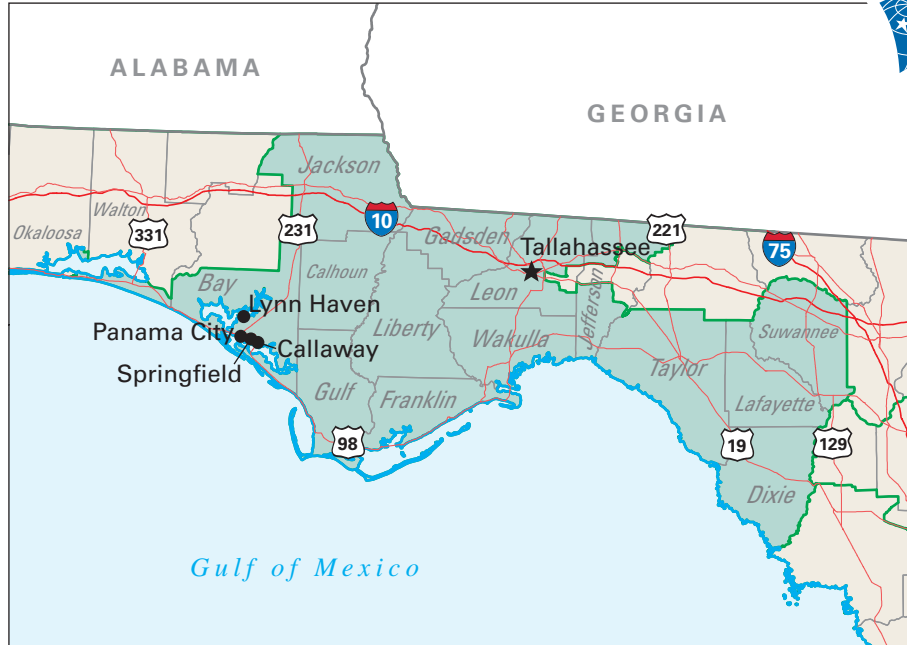 ALABAMA
GEORGIA
Jackson
Walton
Okaloosa
331
231
10
Gadsden
221
Tallahassee
75
Bay
Calhoun
Leon
Jefferson
Lynn Haven
Liberty
Wakulla
Suwannee
Panama City
Callaway
Springfield
Taylor
Gulf
Franklin
Lafayette
98
19
129
Dixie
Gulf of Mexico